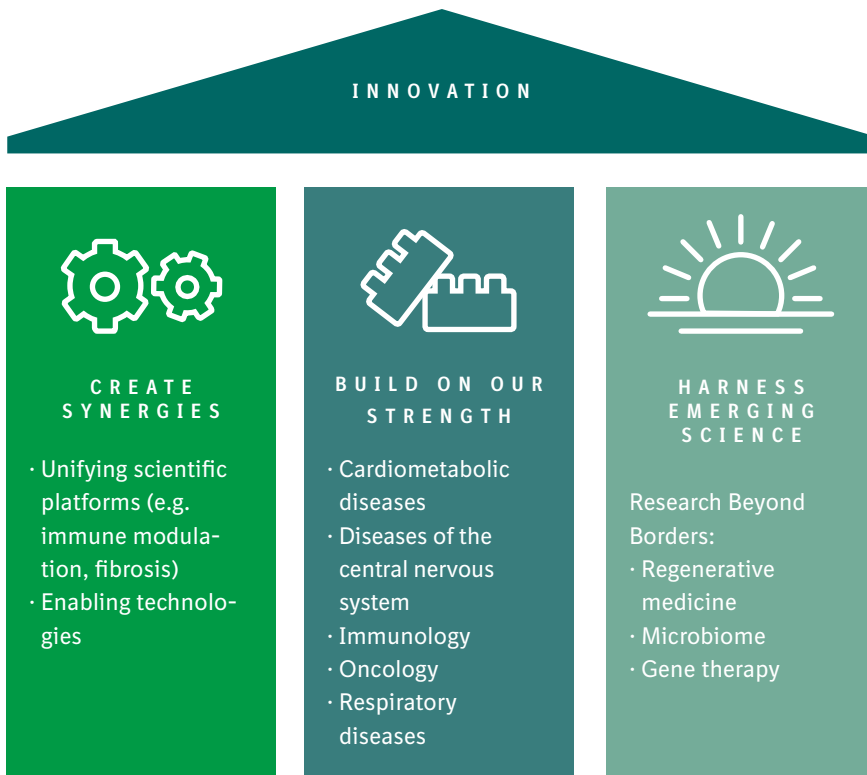 INNOVATION
CREATE
SYNERGIES
· Unifying scientific
platforms (e.g.
immune modula-
tion, fibrosis)
· Enabling technolo-
gies
BUILD ON OUR
STRENGTH
· Cardiometabolic
diseases
· Diseases of the
central nervous
system
· Immunology
· Oncology
· Respiratory
diseases
HARNESS
EMERGING
SCIENCE
Research Beyond
Borders:
· Regenerative
medicine
· Microbiome
· Gene therapy